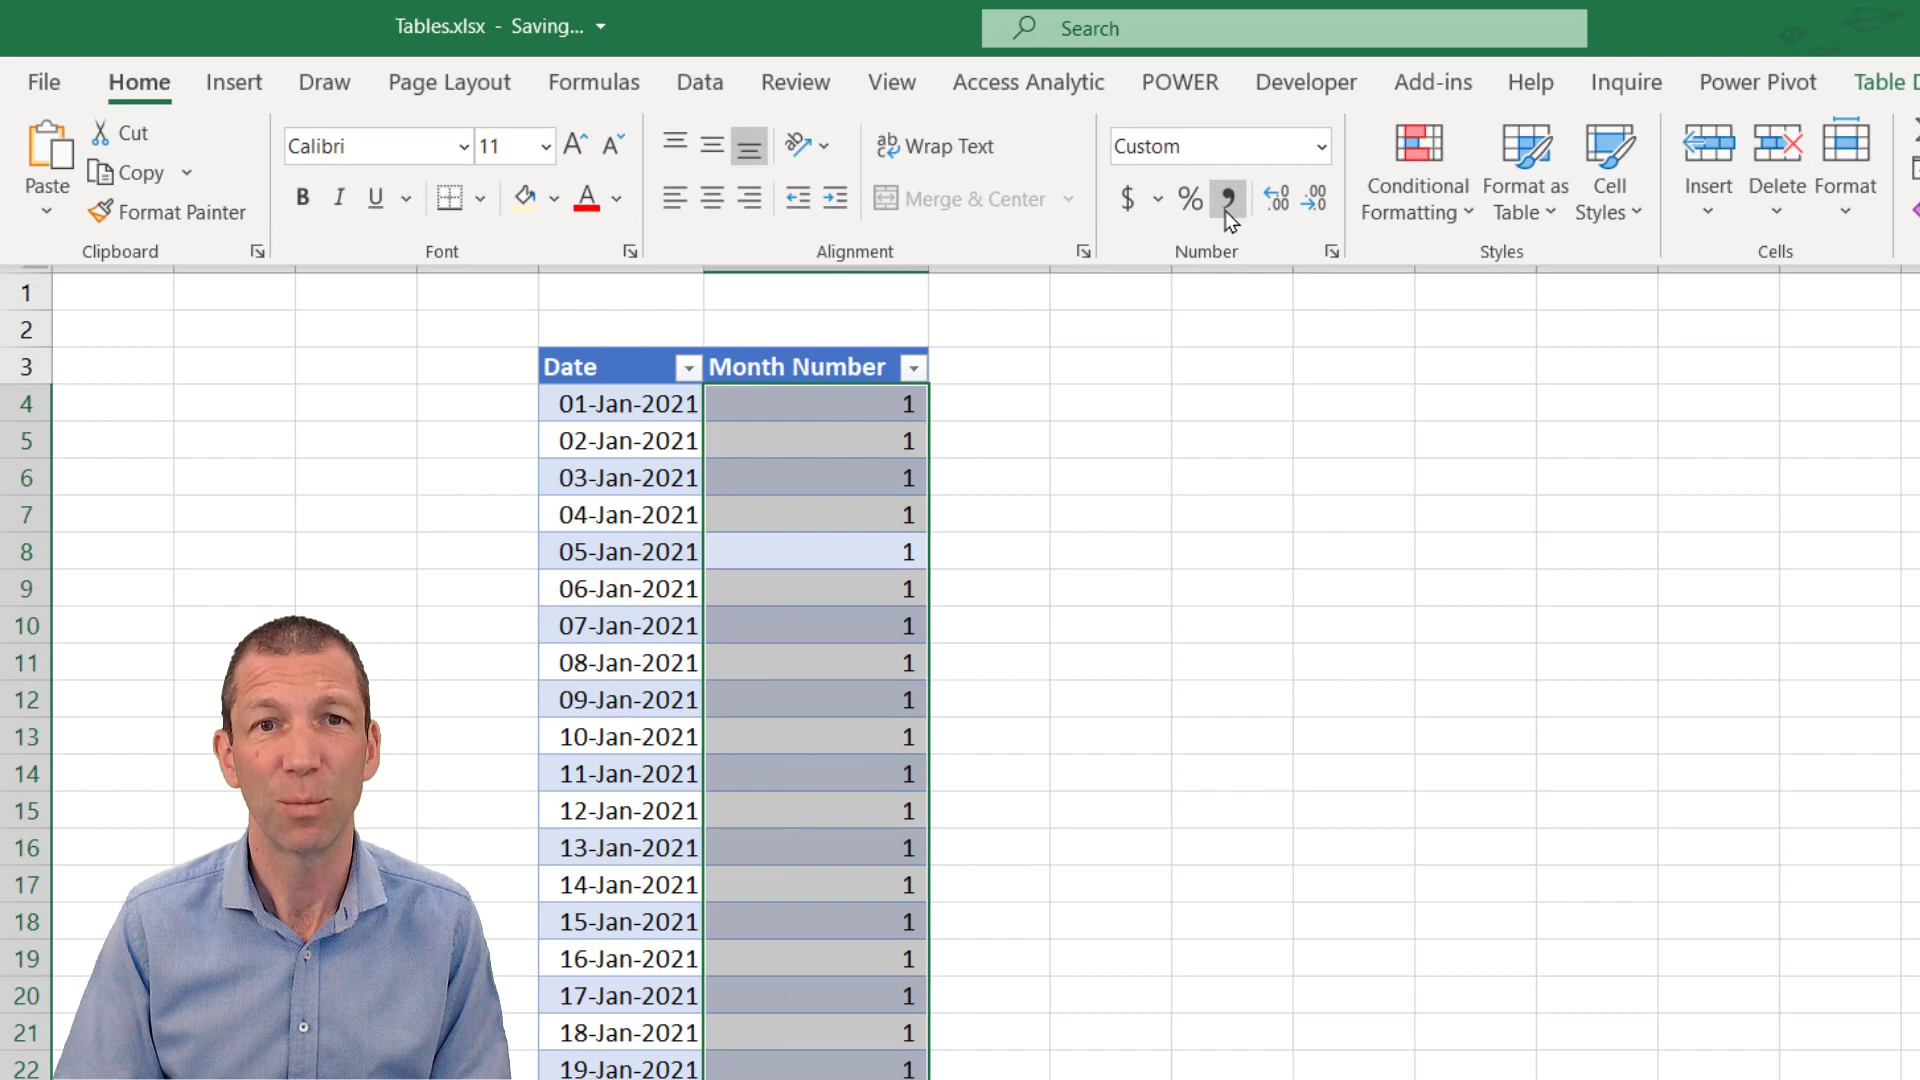 Tables.xlsx - Saving...
Search
File Home Insert Draw Page Layout Formulas Data Review View Access Analytic POWER Developer Add-ins Help Inquire Power Pivot Table D
Paste
Cut
Copy
Format Painter
Clipboard
Calibri 11
B I U
Font
Wrap Text
Merge & Center
Alignment
Custom
$ % ,
Number
Conditional Formatting
Format as Table
Cell Styles
Styles
Insert Delete Format
Cells
1
2
3 Date Month Number
4 01-Jan-2021 1
5 02-Jan-2021 1
6 03-Jan-2021 1
7 04-Jan-2021 1
8 05-Jan-2021 1
9 06-Jan-2021 1
10 07-Jan-2021 1
11 08-Jan-2021 1
12 09-Jan-2021 1
13 10-Jan-2021 1
14 11-Jan-2021 1
15 12-Jan-2021 1
16 13-Jan-2021 1
17 14-Jan-2021 1
18 15-Jan-2021 1
19 16-Jan-2021 1
20 17-Jan-2021 1
21 18-Jan-2021 1
22 19-Jan-2021 1